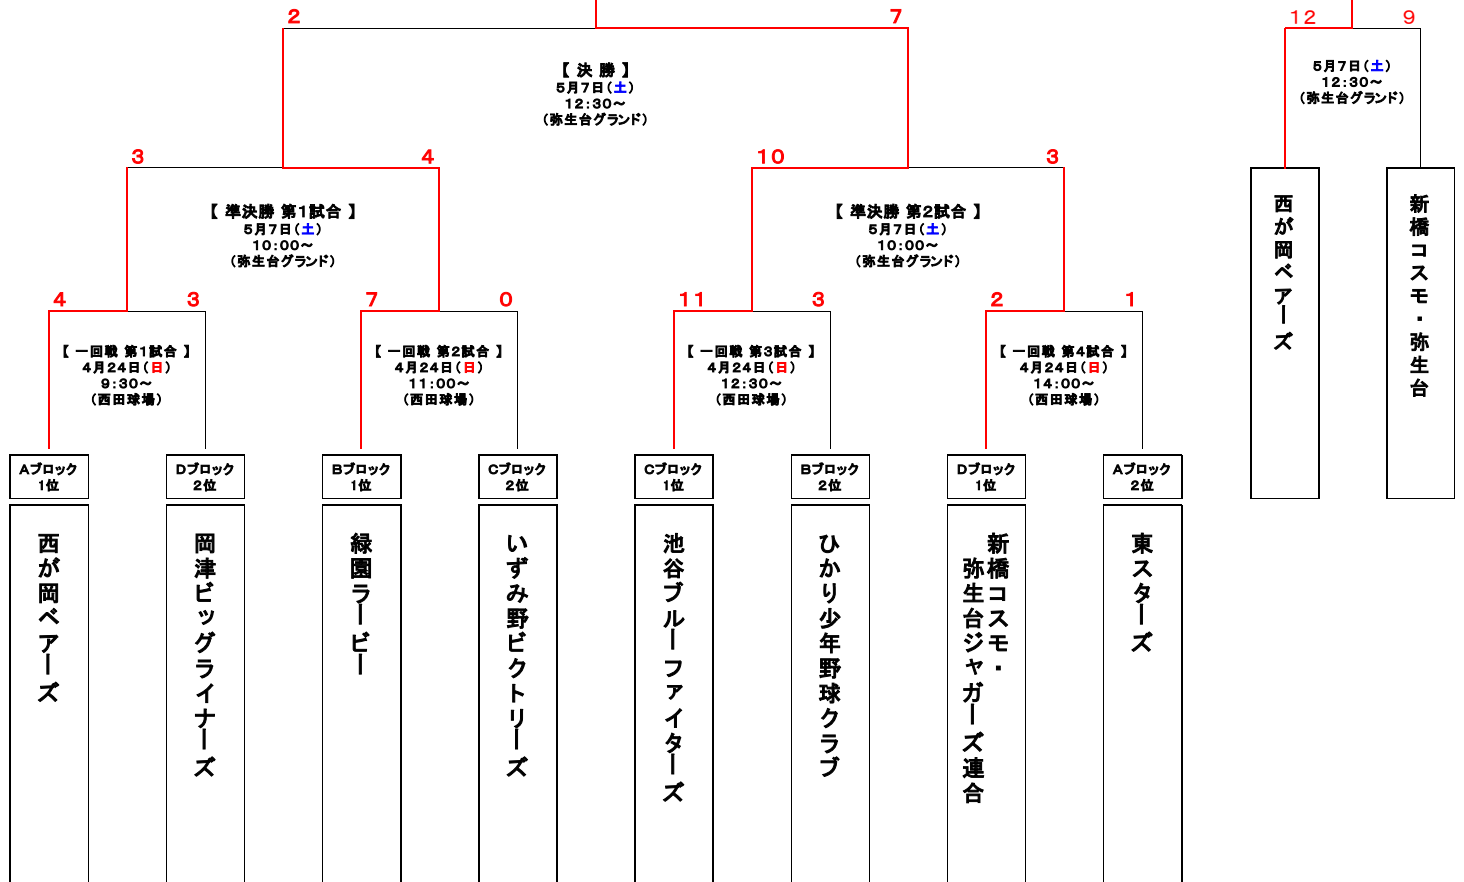 2
7
【 決 勝 】
5月7日(土)
12:30～
(弥生台グランド)
12
9
5月7日(土)
12:30～
(弥生台グランド)
西が岡ベアーズ
新橋コスモ・弥生台
3
4
【 準決勝 第1試合 】
5月7日(土)
10:00～
(弥生台グランド)
10
3
【 準決勝 第2試合 】
5月7日(土)
10:00～
(弥生台グランド)
4
3
【 一回戦 第1試合 】
4月24日(日)
9:30～
(西田球場)
7
0
【 一回戦 第2試合 】
4月24日(日)
11:00～
(西田球場)
11
3
【 一回戦 第3試合 】
4月24日(日)
12:30～
(西田球場)
2
1
【 一回戦 第4試合 】
4月24日(日)
14:00～
(西田球場)
Aブロック
1位
西が岡ベアーズ
Dブロック
2位
岡津ビッグライナーズ
Bブロック
1位
緑園ラービー
Cブロック
2位
いずみ野ビクトリーズ
Cブロック
1位
池谷ブルーファイターズ
Bブロック
2位
ひかり少年野球クラブ
Dブロック
1位
新橋コスモ・
弥生台ジャガーズ連合
Aブロック
2位
東スターズ